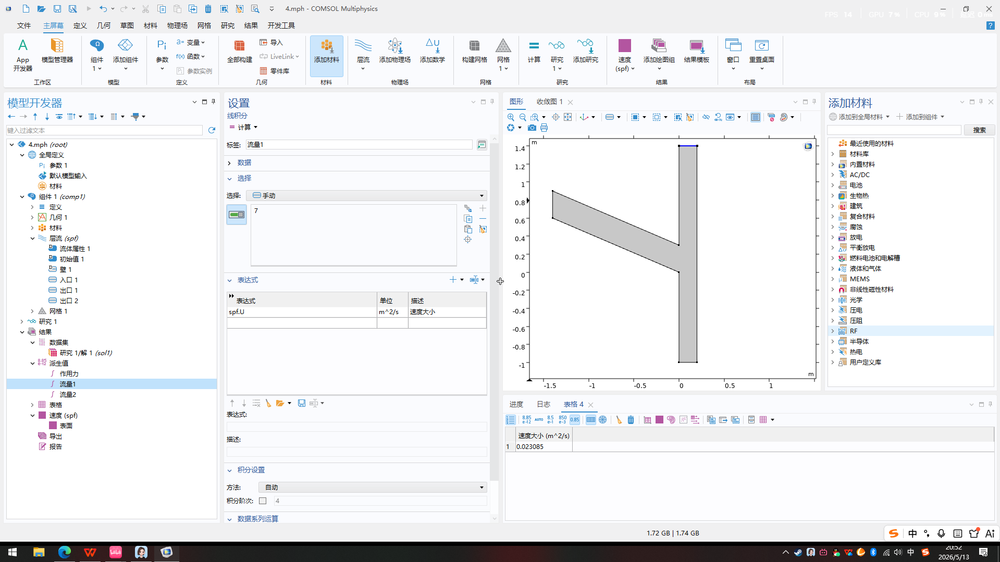 4.mph - COMSOL Multiphysics
FPS 14 GPU 7 % CPU 9 % 延迟 0 ms
文件 主屏幕 定义 几何 草图 材料 物理场 网格 研究 结果 开发工具
App 开发器 模型管理器
工作区
组件 1 添加组件
模型
Pi 参数 a= 变量 f(x) 函数 Pi 参数实例
定义
全部构建 导入 LiveLink 零件库
几何
添加材料
材料
层流 添加物理场 ΔU 添加数学
物理场
构建网格 网格 1
网格
计算 研究 1 添加研究
研究
速度 (spf) 添加绘图组 结果模板
结果
窗口 重置桌面
布局
模型开发器
键入过滤文本
4.mph (root)
全局定义
Pi 参数 1
默认模型输入
材料
组件 1 (comp1)
定义
几何 1
材料
层流 (spf)
流体属性 1
初始值 1
壁 1
入口 1
出口 1
出口 2
网格 1
研究 1
结果
数据集
研究 1/解 1 (sol1)
8.85 e-12 派生值
作用力
流量1
流量2
表格
速度 (spf)
表面
导出
报告
设置
线积分
= 计算
标签: 流量1
数据
选择
选择: 手动
7
表达式
表达式 单位 描述
spf.U m^2/s 速度大小
表达式:
描述:
积分设置
方法: 自动
积分阶次: 4
数据系列运算
图形 收敛图 1
m
1.4
1.2
1
0.8
0.6
0.4
0.2
0
-0.2
-0.4
-0.6
-0.8
-1
m
-1.5 -1 -0.5 0 0.5 1
进度 日志 表格 4
8.85 e-12 AUTO 8.5 e-1 850 e-3 0.85
速度大小 (m^2/s)
1 0.023085
添加材料
添加到全局材料 添加到组件
搜索
最近使用的材料
材料库
内置材料
AC/DC
电池
生物热
建筑
复合材料
腐蚀
放电
平衡放电
燃料电池和电解槽
液体和气体
MEMS
非线性磁性材料
光学
压电
压阻
RF
半导体
热电
用户定义库
1.72 GB | 1.74 GB
中
中
20:52
2026/5/13